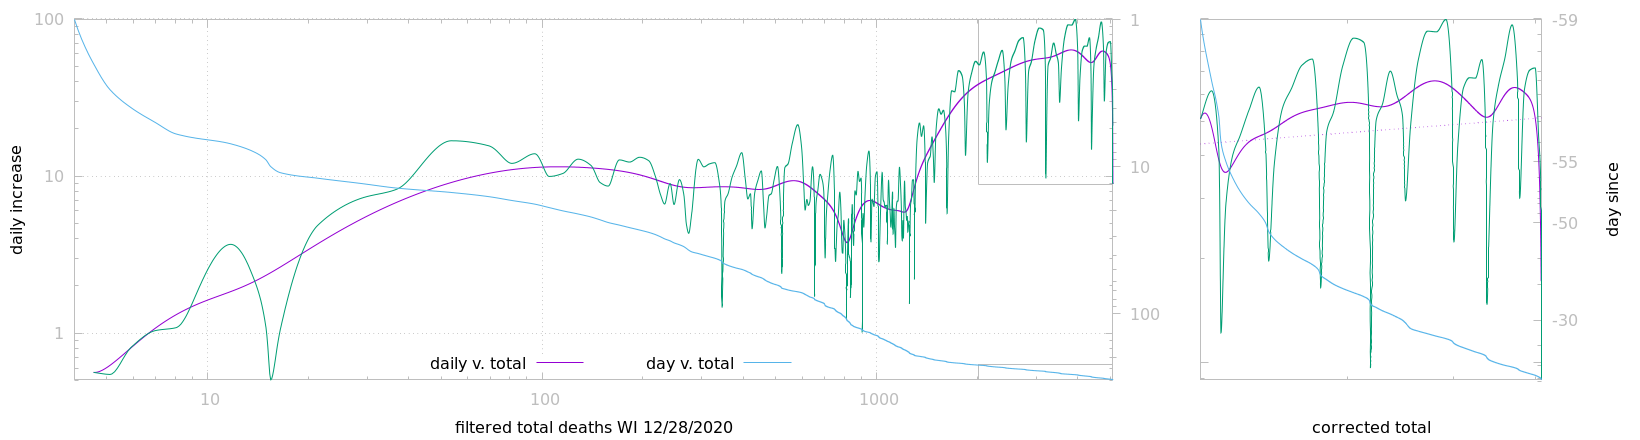 100
10
1
daily increase
10
100
1000
daily v. total
day v. total
filtered total deaths WI 12/28/2020
1
10
100
-59
-55
-50
-30
day since
corrected total